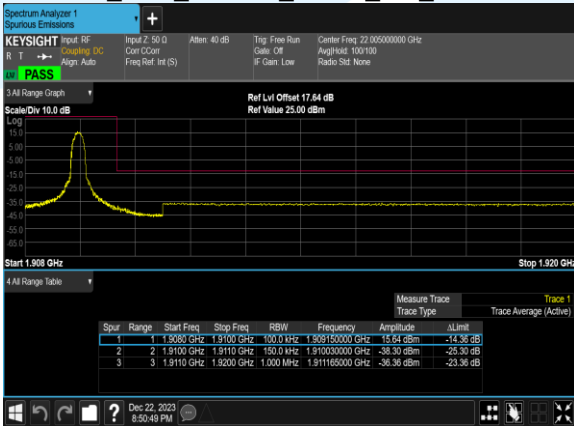 Spectrum Analyzer 1
Spurious Emissions
+
KEYSIGHT Input: RF Input Z: 50 Ω Atten: 40 dB Trig: Free Run Center Freq: 22.005000000 GHz
R T Coupling: DC Corr CCorr Gate: Off Avg|Hold: 100/100
Align: Auto Freq Ref: Int (S) IF Gain: Low Radio Std: None
PASS
3 All Range Graph
Ref Lvl Offset 17.64 dB
Scale/Div 10.0 dB Ref Value 25.00 dBm
Log
15.0
5.00
-5.00
-15.0
-25.0
-35.0
-45.0
-55.0
-65.0
Start 1.908 GHz Stop 1.920 GHz
4 All Range Table
Measure Trace Trace 1
Trace Type Trace Average (Active)
Spur Range Start Freq Stop Freq RBW Frequency Amplitude ΔLimit
1 1 1.9080 GHz 1.9100 GHz 100.0 kHz 1.909150000 GHz 15.64 dBm -14.36 dB
2 2 1.9100 GHz 1.9110 GHz 150.0 kHz 1.910030000 GHz -38.30 dBm -25.30 dB
3 3 1.9110 GHz 1.9200 GHz 1.000 MHz 1.911165000 GHz -36.36 dBm -23.36 dB
? Dec 22, 2023
8:50:49 PM